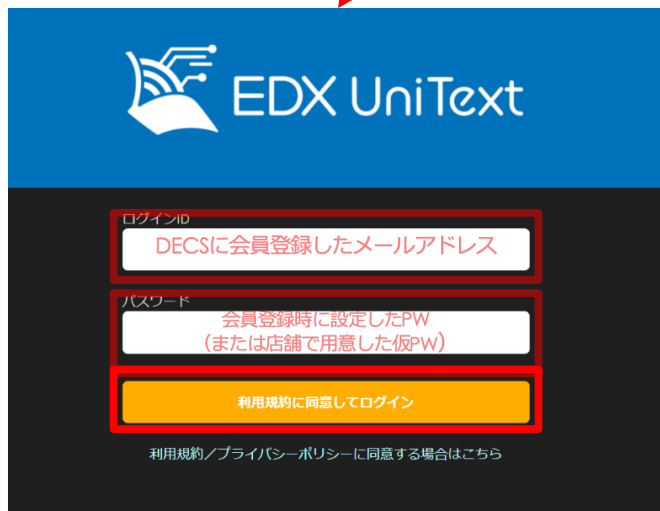 EDX UniText
ログインID
DECSに会員登録したメールアドレス
パスワード
会員登録時に設定したPW
(または店舗で用意した仮PW)
利用規約に同意してログイン
利用規約／プライバシーポリシーに同意する場合はこちら